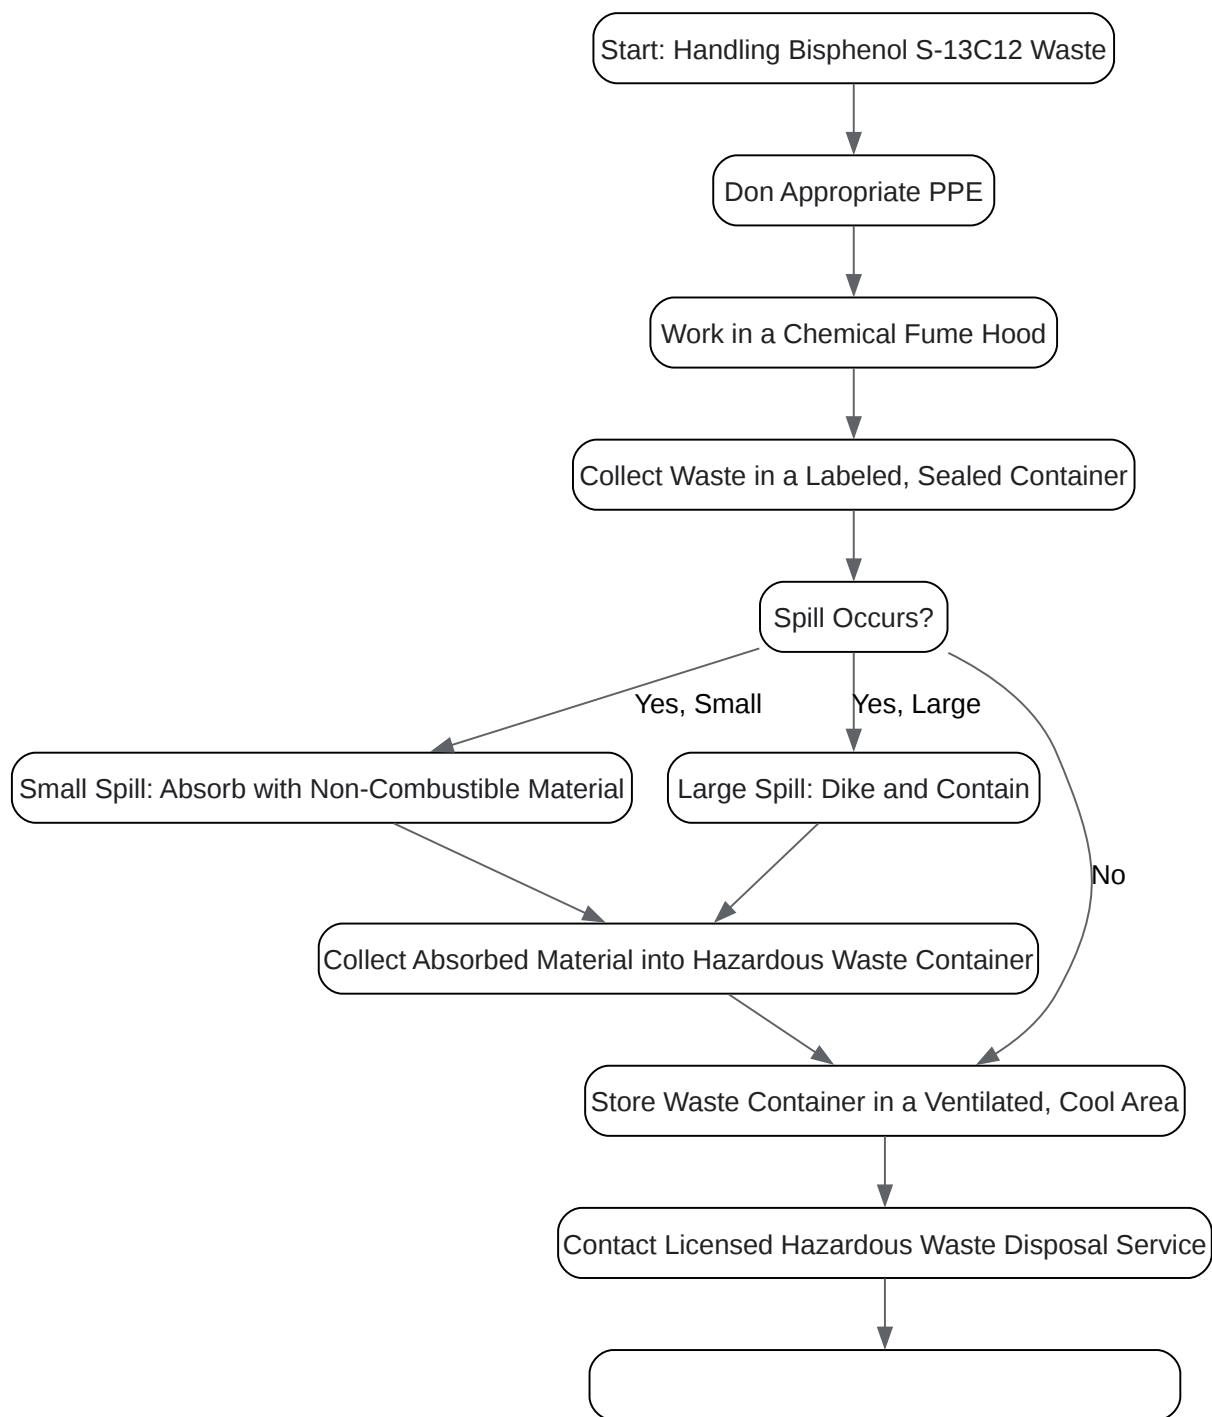 Start: Handling Bisphenol S-13C12 Waste
Don Appropriate PPE
Work in a Chemical Fume Hood
Collect Waste in a Labeled, Sealed Container
Spill Occurs?
Yes, Small
Yes, Large
Small Spill: Absorb with Non-Combustible Material
Large Spill: Dike and Contain
No
Collect Absorbed Material into Hazardous Waste Container
Store Waste Container in a Ventilated, Cool Area
Contact Licensed Hazardous Waste Disposal Service